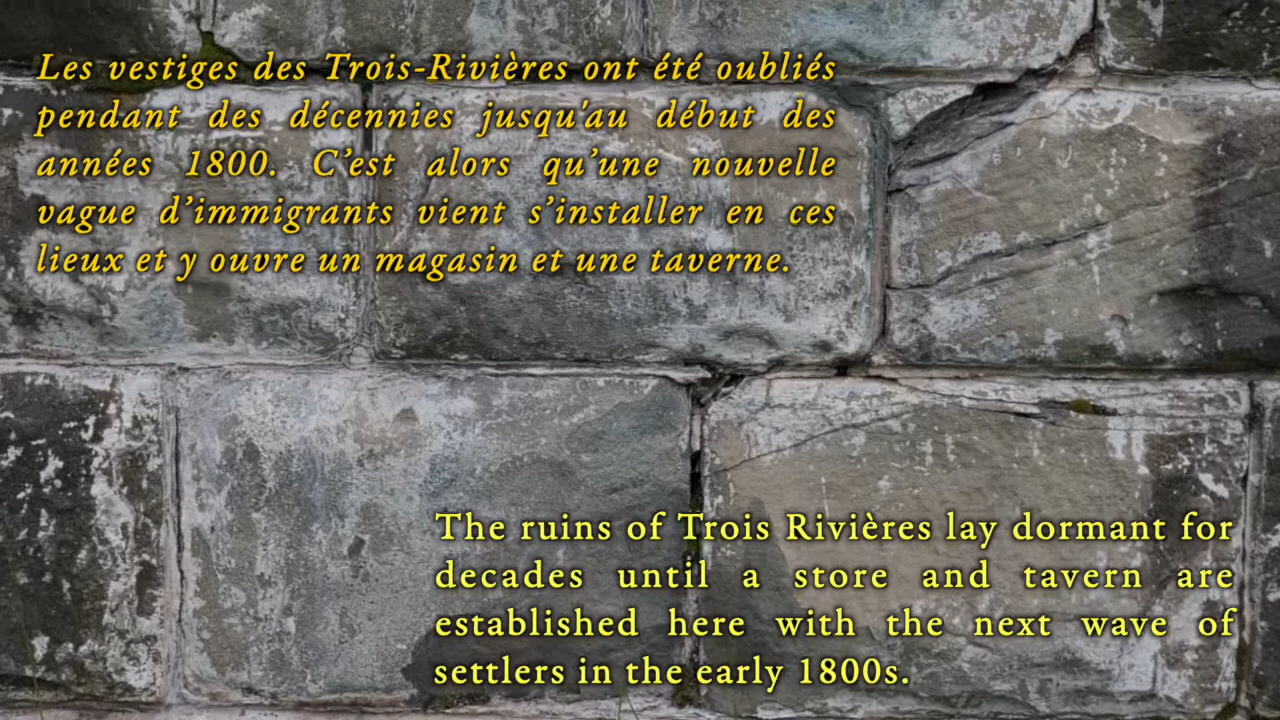 Les vestiges des Trois-Rivières ont été oubliés
pendant des décennies jusqu'au début des
années 1800. C’est alors qu’une nouvelle
vague d’immigrants vient s’installer en ces
lieux et y ouvre un magasin et une taverne.
The ruins of Trois Rivières lay dormant for
decades until a store and tavern are
established here with the next wave of
settlers in the early 1800s.